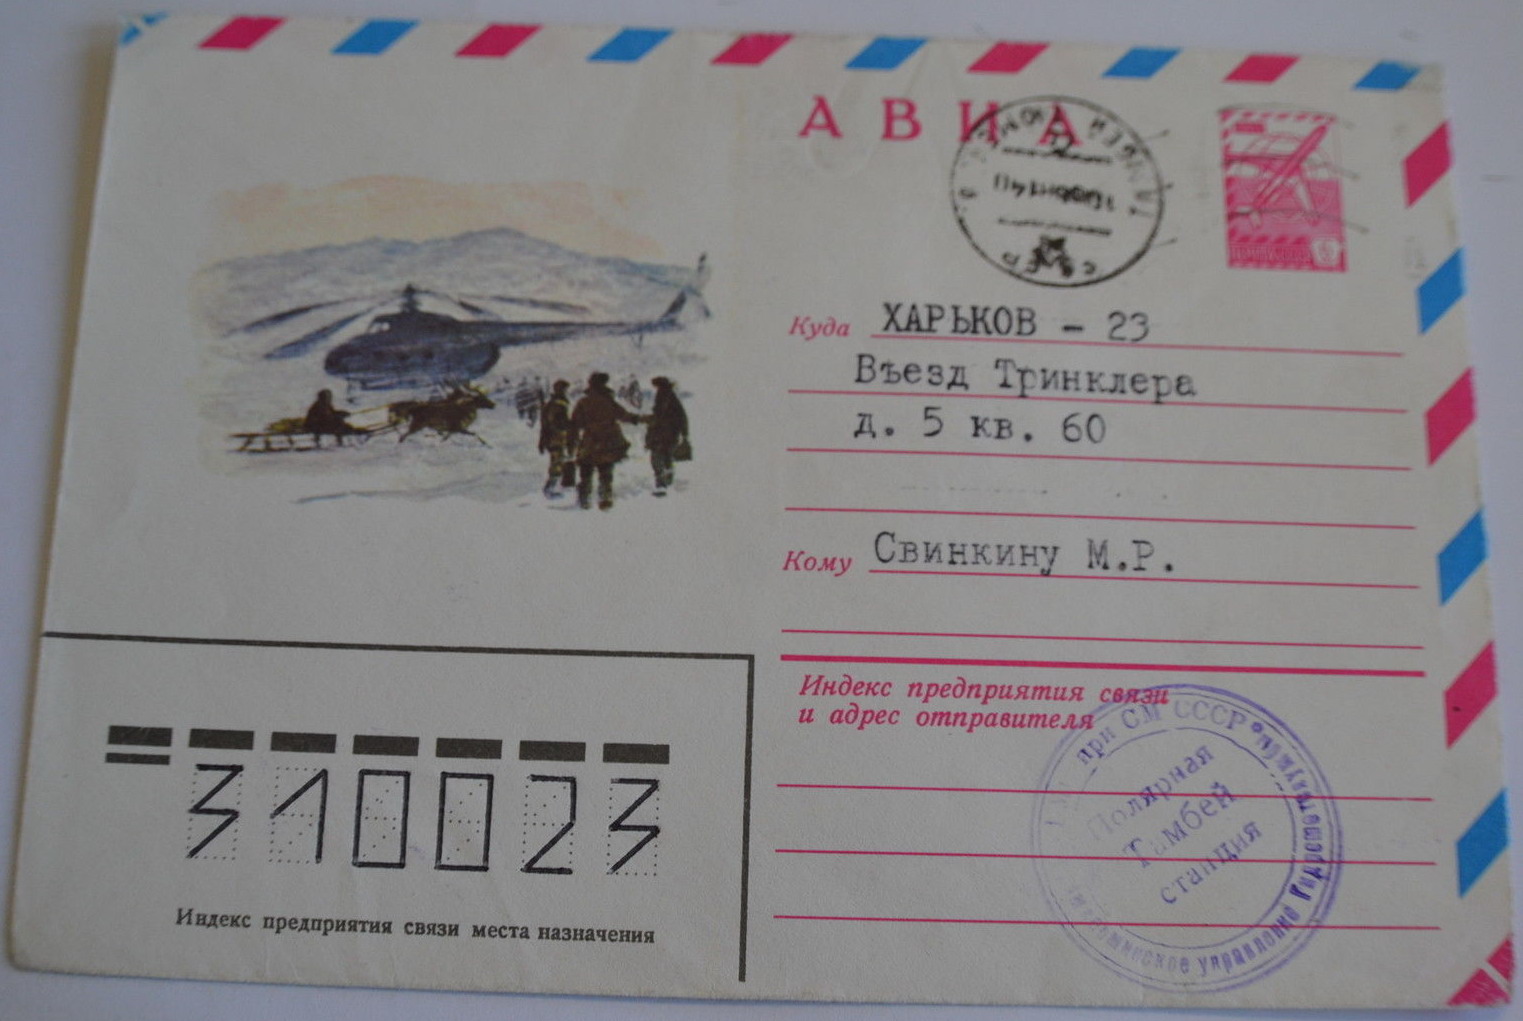 АВИА
Куда ХАРЬКОВ - 23
Въезд Тринклера
д. 5 кв. 60
Кому Свинкину М.Р.
Индекс предприятия связи
и адрес отправителя
при СМ СССР
Полярная
Тамбей
станция
управление
310023
Индекс предприятия связи места назначения